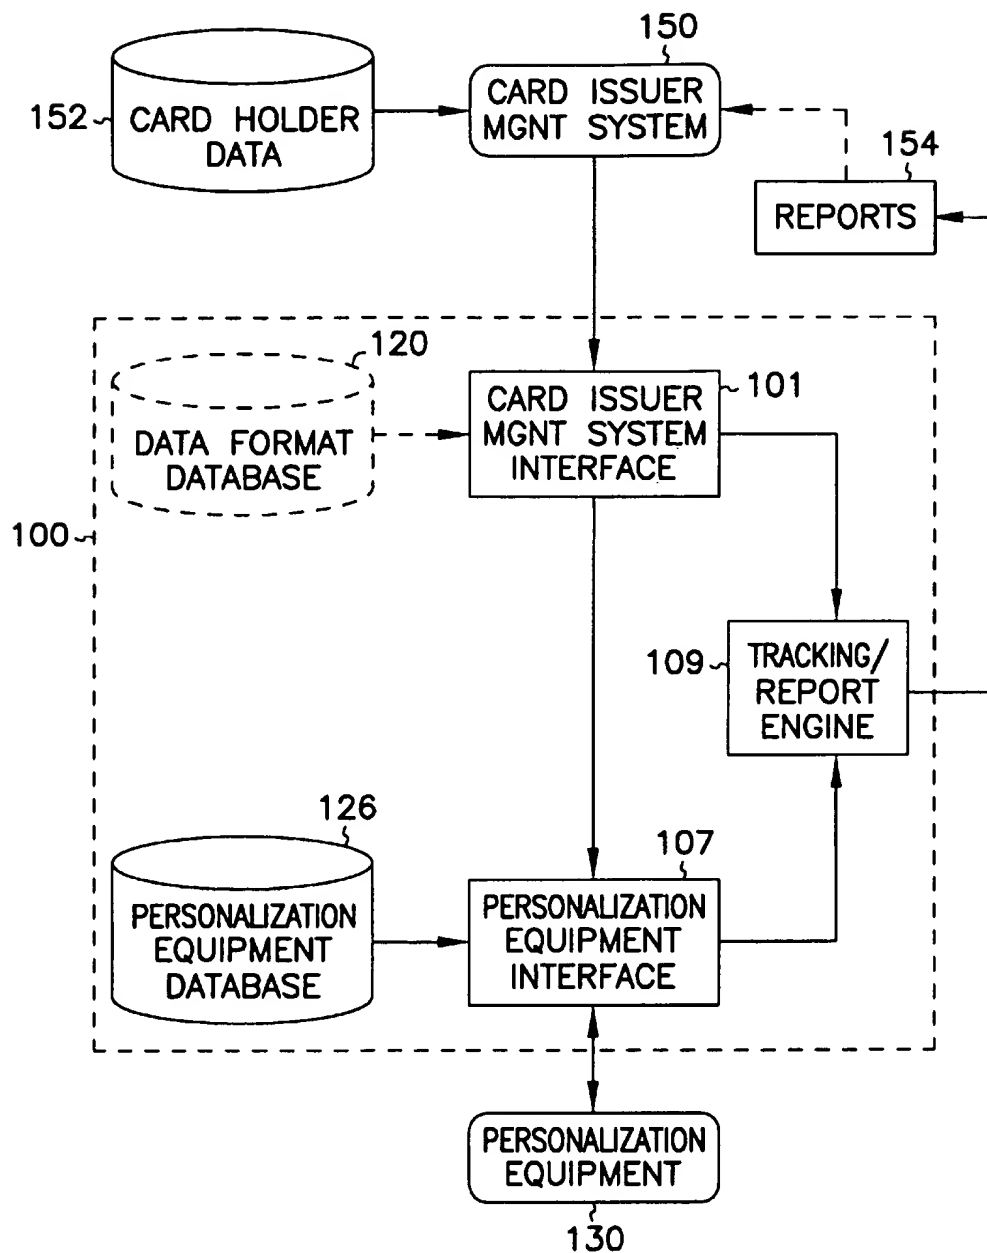 150
CARD ISSUER
MGNT SYSTEM
152
CARD HOLDER
DATA
154
REPORTS
120
DATA FORMAT
DATABASE
101
CARD ISSUER
MGNT SYSTEM
INTERFACE
100
109
TRACKING/
REPORT
ENGINE
126
PERSONALIZATION
EQUIPMENT
DATABASE
107
PERSONALIZATION
EQUIPMENT
INTERFACE
PERSONALIZATION
EQUIPMENT
130